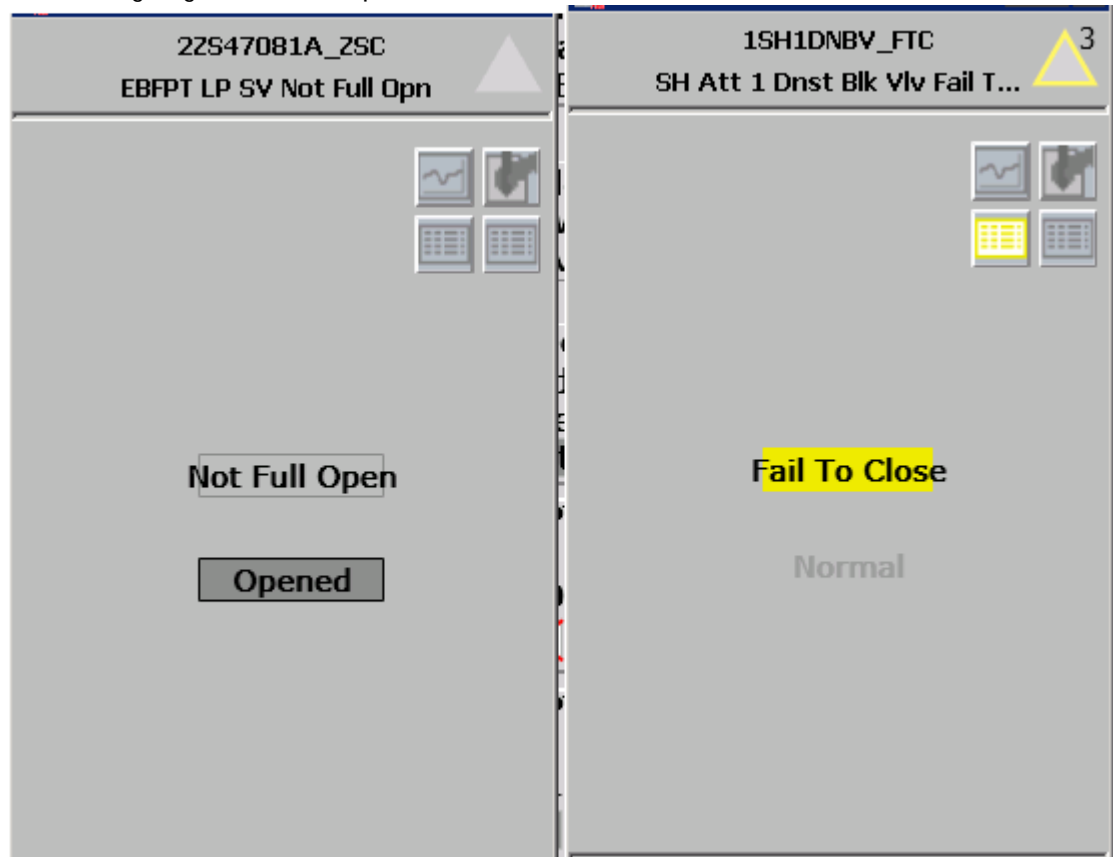 2ZS47081A_ZSC
EBFPT LP SV Not Full Opn
Not Full Open
Opened
1SH1DNBV_FTC
3
SH Att 1 Dnst Blk Vlv Fail T...
Fail To Close
Normal